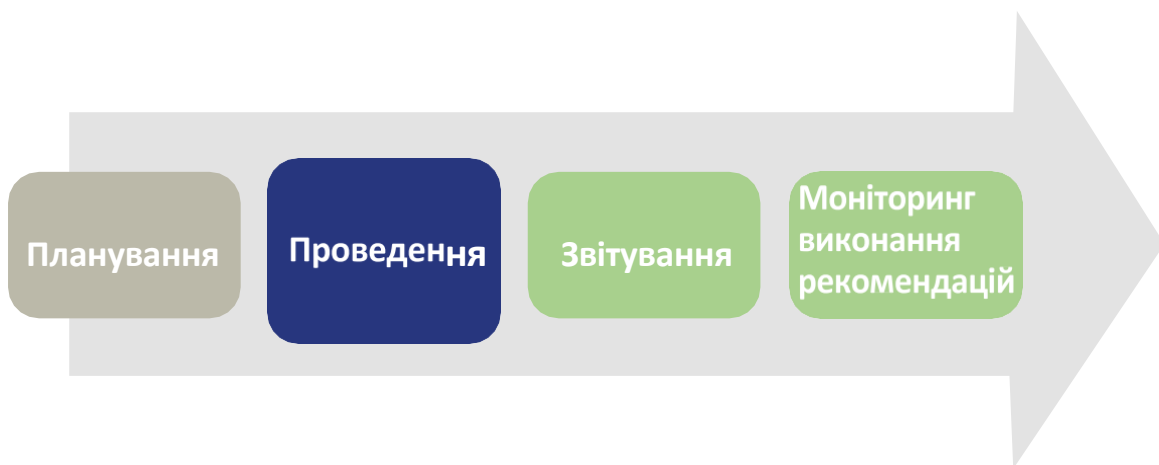 Планування
Проведення
Звітування
Моніторинг
виконання
рекомендацій